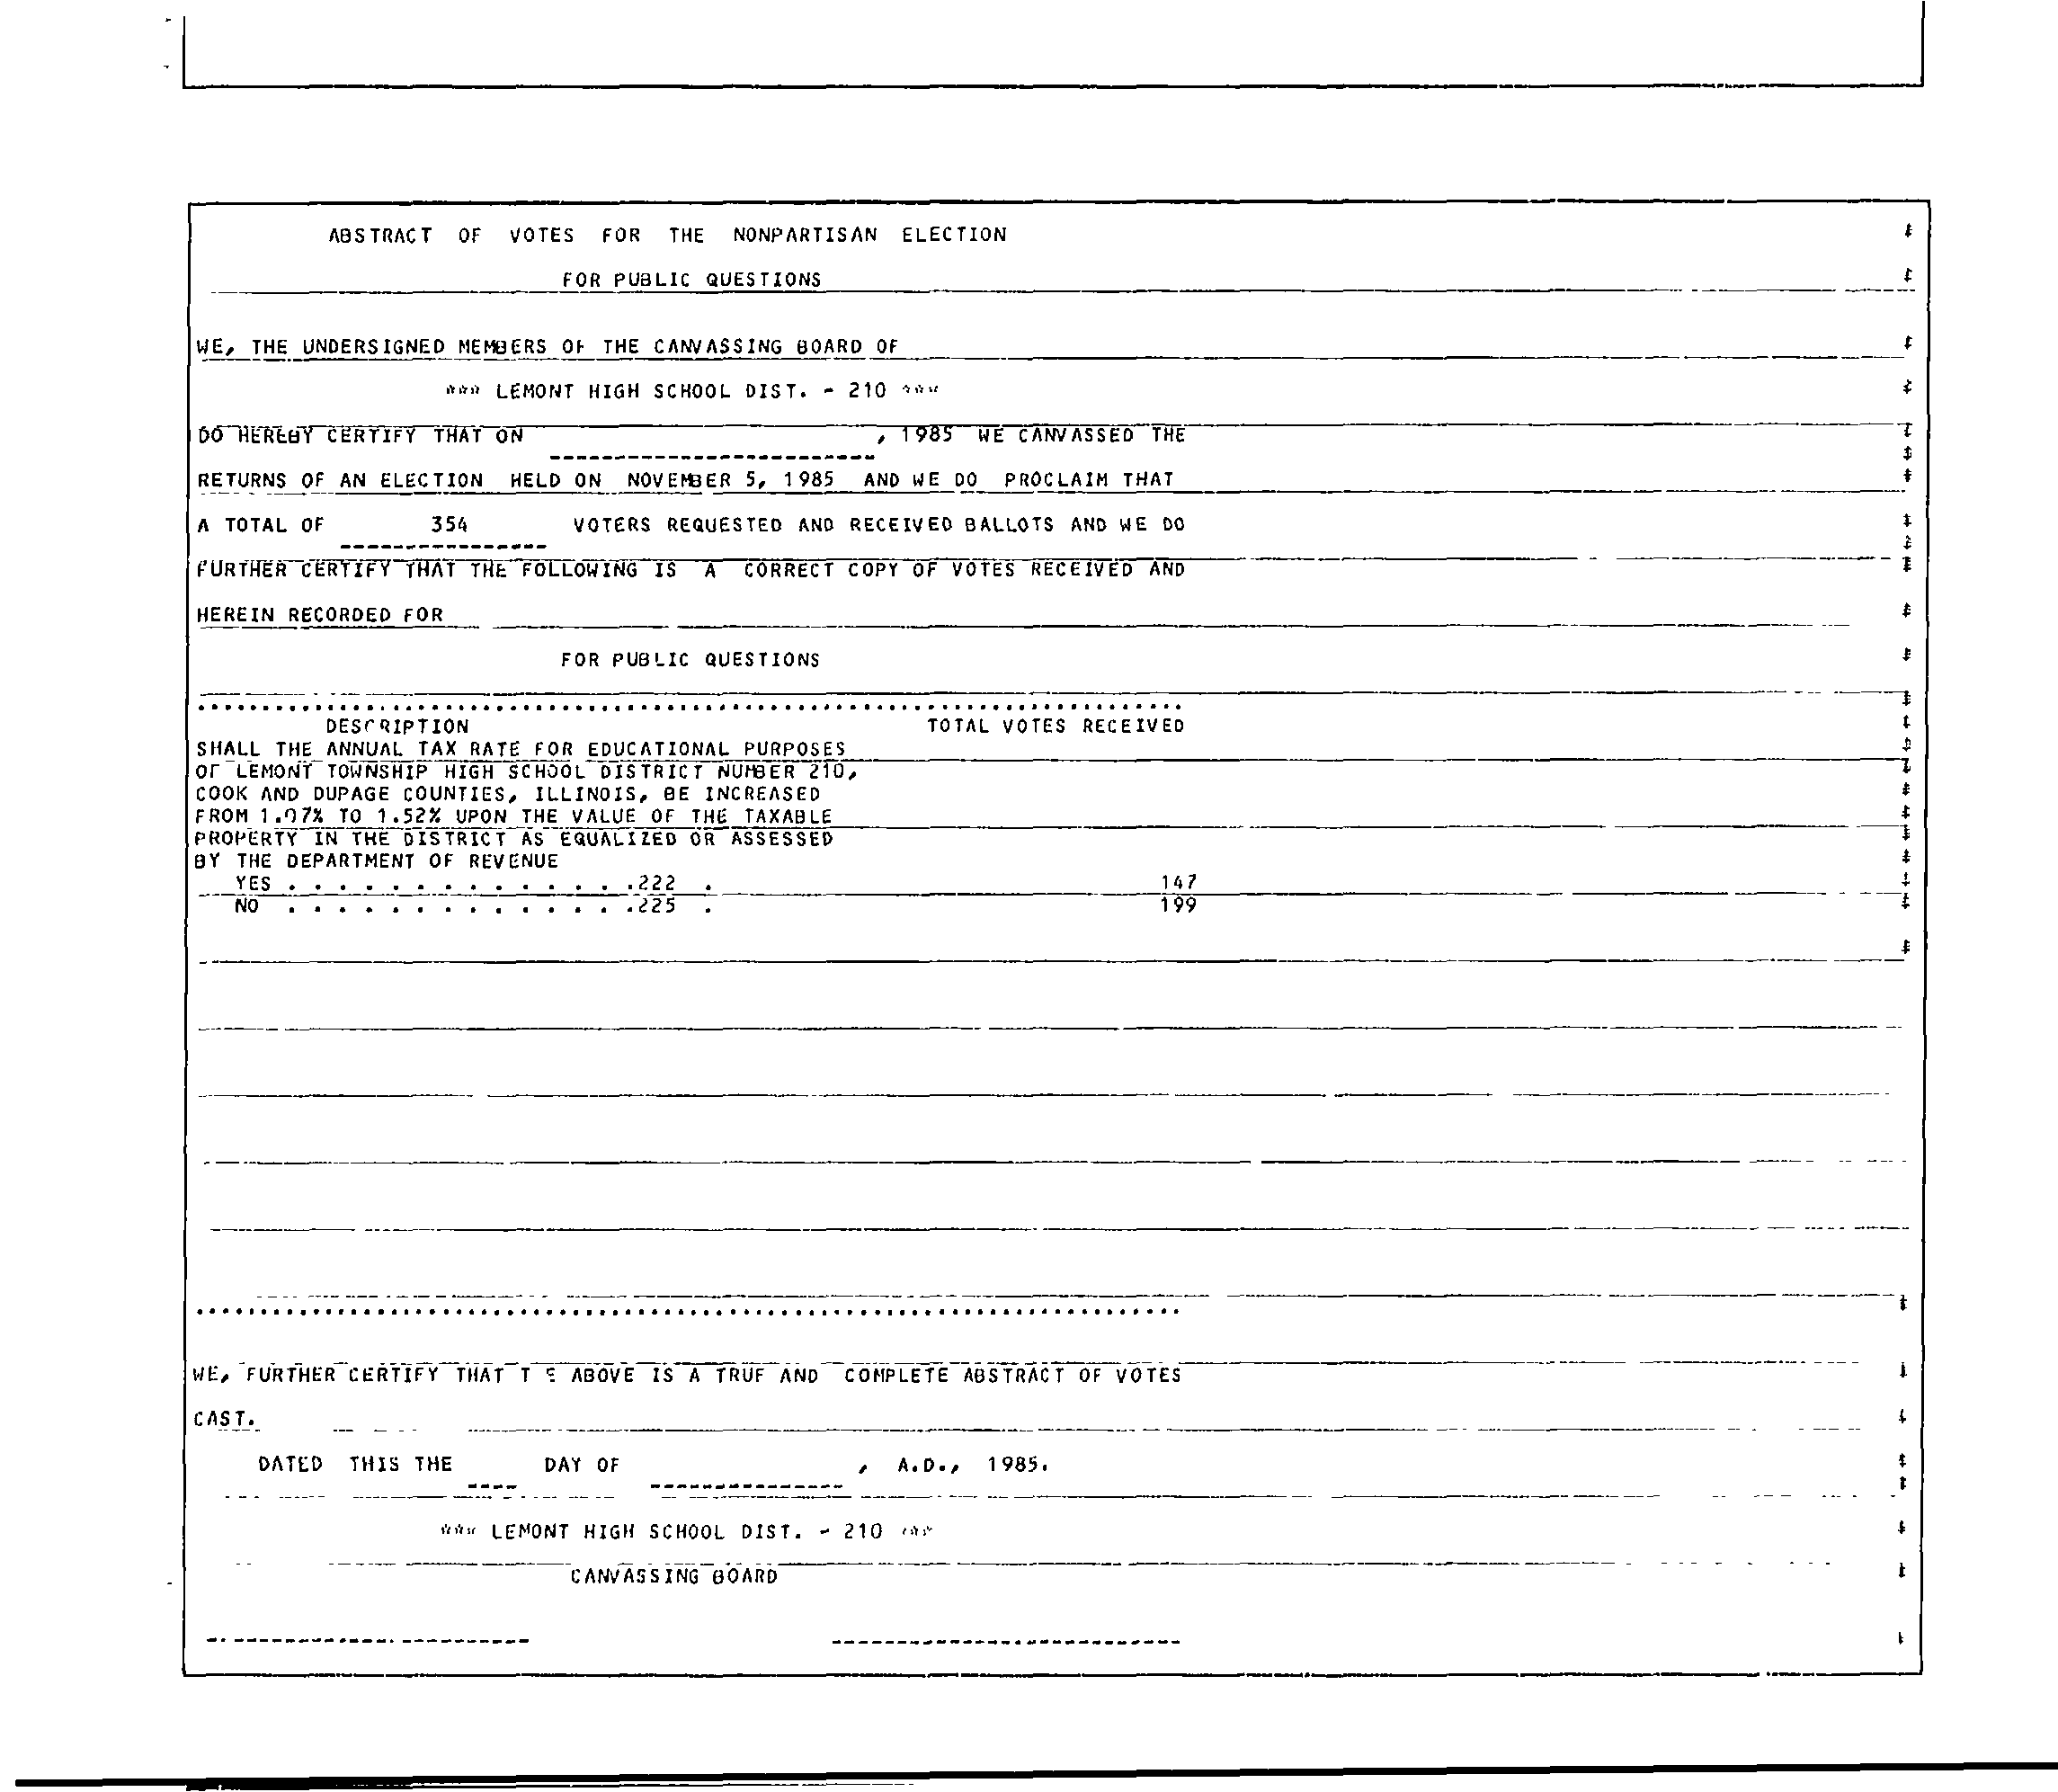 ABSTRACT OF VOTES FOR THE NONPARTISAN ELECTION
FOR PUBLIC QUESTIONS
WE, THE UNDERSIGNED MEMBERS OF THE CANVASSING BOARD OF
*** LEMONT HIGH SCHOOL DIST. - 210 ***
DO HEREBY CERTIFY THAT ON , 1985 WE CANVASSED THE
RETURNS OF AN ELECTION HELD ON NOVEMBER 5, 1985 AND WE DO PROCLAIM THAT
A TOTAL OF 354 VOTERS REQUESTED AND RECEIVED BALLOTS AND WE DO
FURTHER CERTIFY THAT THE FOLLOWING IS A CORRECT COPY OF VOTES RECEIVED AND
HEREIN RECORDED FOR
FOR PUBLIC QUESTIONS
DESCRIPTION TOTAL VOTES RECEIVED
SHALL THE ANNUAL TAX RATE FOR EDUCATIONAL PURPOSES
OF LEMONT TOWNSHIP HIGH SCHOOL DISTRICT NUMBER 210,
COOK AND DUPAGE COUNTIES, ILLINOIS, BE INCREASED
FROM 1.07% TO 1.52% UPON THE VALUE OF THE TAXABLE
PROPERTY IN THE DISTRICT AS EQUALIZED OR ASSESSED
BY THE DEPARTMENT OF REVENUE
YES . . . . . . . . . . . . . .222 . 147
NO . . . . . . . . . . . . . .225 . 199
WE, FURTHER CERTIFY THAT T E ABOVE IS A TRUE AND COMPLETE ABSTRACT OF VOTES
CAST.
DATED THIS THE DAY OF , A.D., 1985.
*** LEMONT HIGH SCHOOL DIST. - 210 ***
CANVASSING BOARD